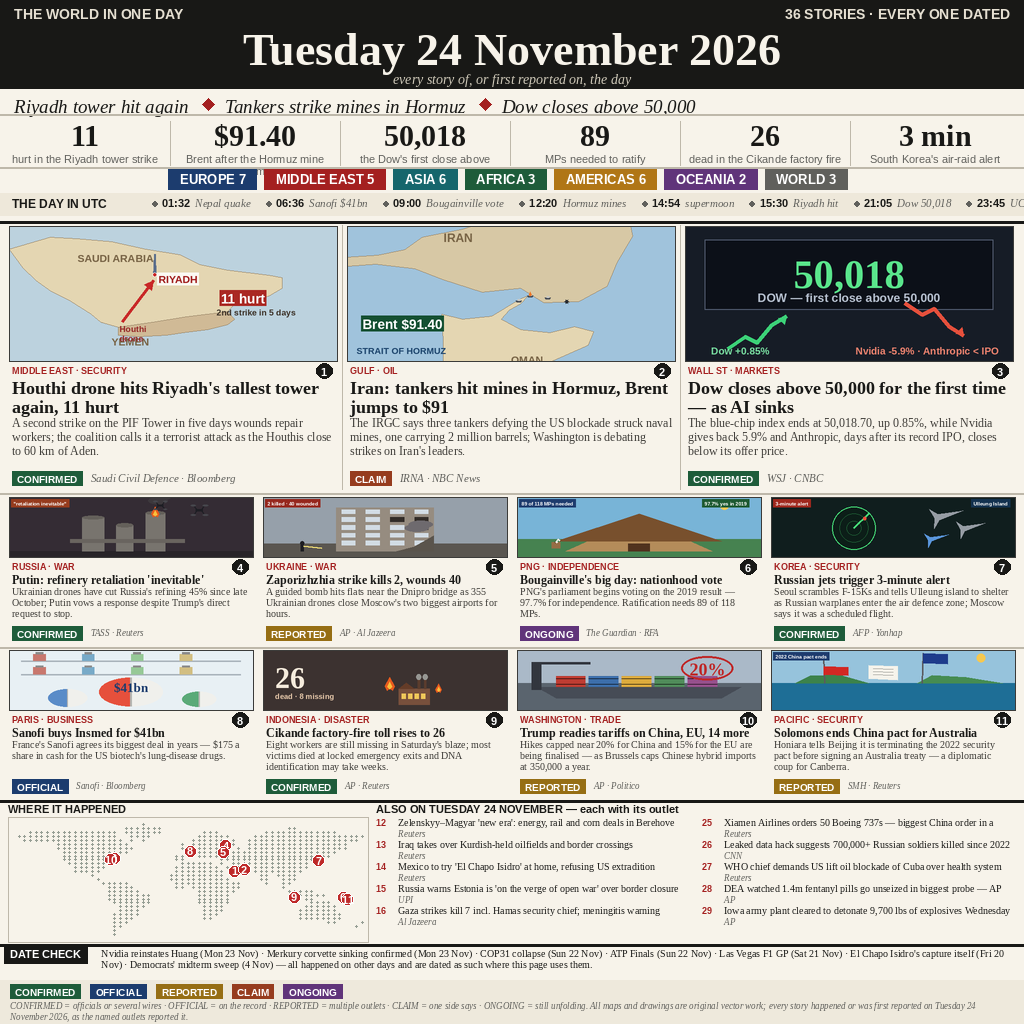 THE WORLD IN ONE DAY
36 STORIES · EVERY ONE DATED
Tuesday 24 November 2026
every story of, or first reported on, the day
Riyadh tower hit again ◆ Tankers strike mines in Hormuz ◆ Dow closes above 50,000
11
hurt in the Riyadh tower strike
$91.40
Brent after the Hormuz mine
50,018
the Dow's first close above
89
MPs needed to ratify
26
dead in the Cikande factory fire
3 min
South Korea's air-raid alert
EUROPE 7
MIDDLE EAST 5
ASIA 6
AFRICA 3
AMERICAS 6
OCEANIA 2
WORLD 3
THE DAY IN UTC
01:32 Nepal quake
06:36 Sanofi $41bn
09:00 Bougainville vote
12:20 Hormuz mines
14:54 supermoon
15:30 Riyadh hit
21:05 Dow 50,018
23:45 UC
SAUDI ARABIA
RIYADH
11 hurt
2nd strike in 5 days
Houthi
drone
YEMEN
MIDDLE EAST · SECURITY
1
Houthi drone hits Riyadh's tallest tower
again, 11 hurt
A second strike on the PIF Tower in five days wounds repair
workers; the coalition calls it a terrorist attack as the Houthis close
to 60 km of Aden.
CONFIRMED Saudi Civil Defence · Bloomberg
IRAN
Brent $91.40
STRAIT OF HORMUZ
OMAN
GULF · OIL
2
Iran: tankers hit mines in Hormuz, Brent
jumps to $91
The IRGC says three tankers defying the US blockade struck naval
mines, one carrying 2 million barrels; Washington is debating
strikes on Iran's leaders.
CLAIM IRNA · NBC News
50,018
DOW — first close above 50,000
Dow +0.85%
Nvidia -5.9% · Anthropic < IPO
WALL ST · MARKETS
3
Dow closes above 50,000 for the first time
— as AI sinks
The blue-chip index ends at 50,018.70, up 0.85%, while Nvidia
gives back 5.9% and Anthropic, days after its record IPO, closes
below its offer price.
CONFIRMED WSJ · CNBC
"retaliation inevitable"
RUSSIA · WAR
4
Putin: refinery retaliation 'inevitable'
Ukrainian drones have cut Russia's refining 45% since late
October; Putin vows a response despite Trump's direct
request to stop.
CONFIRMED TASS · Reuters
2 killed · 40 wounded
UKRAINE · WAR
5
Zaporizhzhia strike kills 2, wounds 40
A guided bomb hits flats near the Dnipro bridge as 355
Ukrainian drones close Moscow's two biggest airports for
hours.
REPORTED AP · Al Jazeera
89 of 118 MPs needed
97.7% yes in 2019
PNG · INDEPENDENCE
6
Bougainville's big day: nationhood vote
PNG's parliament begins voting on the 2019 result —
97.7% for independence. Ratification needs 89 of 118
MPs.
ONGOING The Guardian · RFA
3-minute alert
Ulleung Island
KOREA · SECURITY
7
Russian jets trigger 3-minute alert
Seoul scrambles F-15Ks and tells Ulleung island to shelter
as Russian warplanes enter the air defence zone; Moscow
says it was a scheduled flight.
CONFIRMED AFP · Yonhap
$41bn
PARIS · BUSINESS
8
Sanofi buys Insmed for $41bn
France's Sanofi agrees its biggest deal in years — $175 a
share in cash for the US biotech's lung-disease drugs.
OFFICIAL Sanofi · Bloomberg
26
dead · 8 missing
INDONESIA · DISASTER
9
Cikande factory-fire toll rises to 26
Eight workers are still missing in Saturday's blaze; most
victims died at locked emergency exits and DNA
identification may take weeks.
CONFIRMED AP · Reuters
20%
WASHINGTON · TRADE
10
Trump readies tariffs on China, EU, 14 more
Hikes capped near 20% for China and 15% for the EU are
being finalised — as Brussels caps Chinese hybrid imports
at 350,000 a year.
REPORTED AP · Politico
2022 China pact ends
PACIFIC · SECURITY
11
Solomons ends China pact for Australia
Honiara tells Beijing it is terminating the 2022 security
pact before signing an Australia treaty — a diplomatic
coup for Canberra.
REPORTED SMH · Reuters
WHERE IT HAPPENED
10
8
4
5
1
2
7
9
11
ALSO ON TUESDAY 24 NOVEMBER — each with its outlet
12 Zelenskyy–Magyar 'new era': energy, rail and corn deals in Berehove
Reuters
13 Iraq takes over Kurdish-held oilfields and border crossings
Reuters
14 Mexico to try 'El Chapo Isidro' at home, refusing US extradition
Reuters
15 Russia warns Estonia is 'on the verge of open war' over border closure
UPI
16 Gaza strikes kill 7 incl. Hamas security chief; meningitis warning
Al Jazeera
25 Xiamen Airlines orders 50 Boeing 737s — biggest China order in a
Reuters
26 Leaked data hack suggests 700,000+ Russian soldiers killed since 2022
CNN
27 WHO chief demands US lift oil blockade of Cuba over health system
Reuters
28 DEA watched 1.4m fentanyl pills go unseized in biggest probe — AP
AP
29 Iowa army plant cleared to detonate 9,700 lbs of explosives Wednesday
AP
DATE CHECK
Nvidia reinstates Huang (Mon 23 Nov) · Merkury corvette sinking confirmed (Mon 23 Nov) · COP31 collapse (Sun 22 Nov) · ATP Finals (Sun 22 Nov) · Las Vegas F1 GP (Sat 21 Nov) · El Chapo Isidro's capture itself (Fri 20
Nov) · Democrats' midterm sweep (4 Nov) — all happened on other days and are dated as such where this page uses them.
CONFIRMED OFFICIAL REPORTED CLAIM ONGOING
CONFIRMED = officials or several wires · OFFICIAL = on the record · REPORTED = multiple outlets · CLAIM = one side says · ONGOING = still unfolding. All maps and drawings are original vector work; every story happened or was first reported on Tuesday 24
November 2026, as the named outlets reported it.